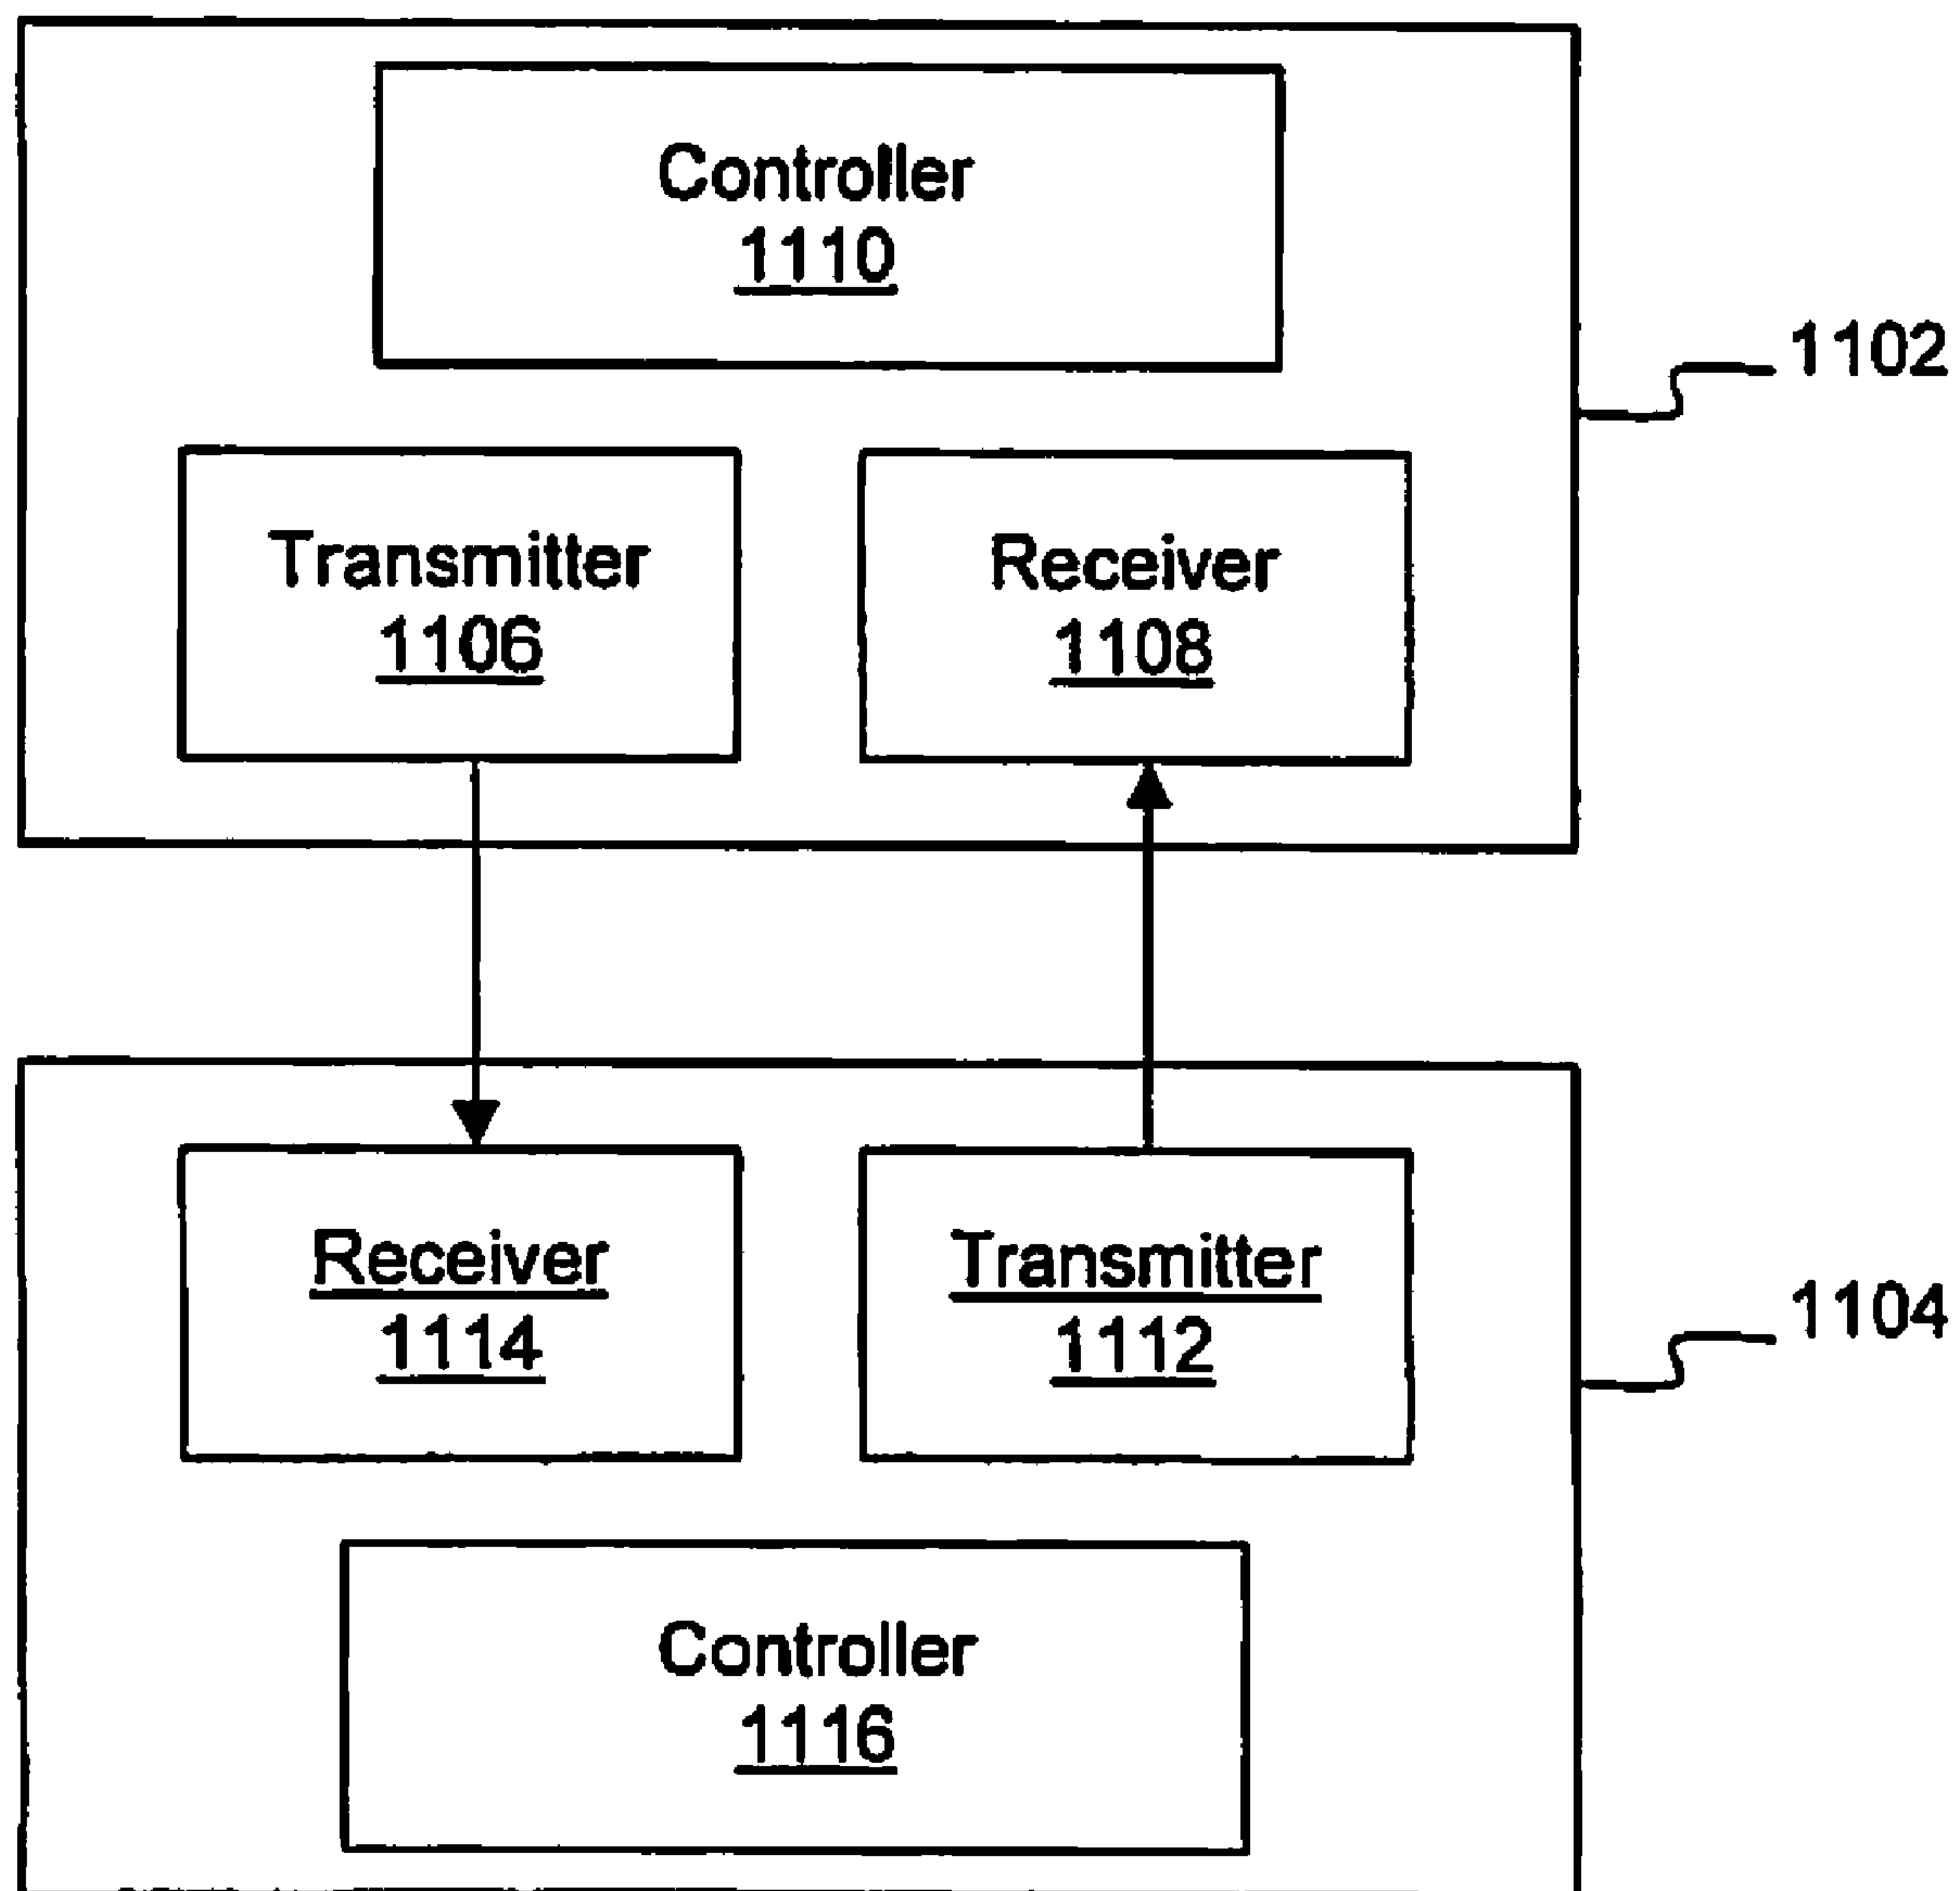 Controller
1110
1102
Transmitter
1106
Receiver
1108
Receiver
1114
Transmitter
1112
1104
Controller
1116